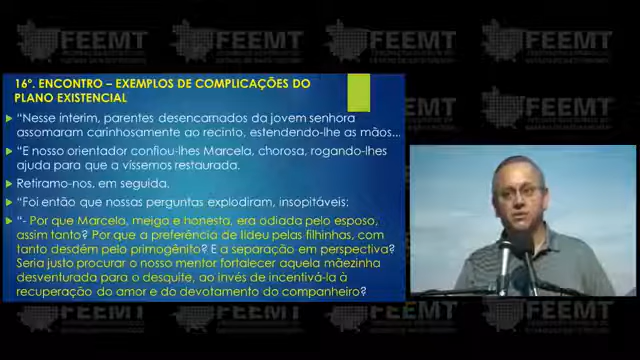 FEEMT FEEMT FEEMT
16º. ENCONTRO – EXEMPLOS DE COMPLICAÇÕES DO
PLANO EXISTENCIAL
"Nesse ínterim, parentes desencarnados da jovem senhora
assomaram carinhosamente ao recinto, estendendo-lhe as mãos...
"E nosso orientador confiou-lhes Marcela, chorosa, rogando-lhes
ajuda para que a víssemos restaurada.
Retiramo-nos, em seguida.
"Foi então que nossas perguntas explodiram, insopitáveis:
"- Por que Marcela, meiga e honesta, era odiada pelo esposo,
assim tanto? Por que a preferência de Ildeu pelas filhinhas, com
tanto desdém pelo primogênito? E a separação em perspectiva?
Seria justo procurar o nosso mentor fortalecer aquela mãezinha
desventurada para o desquite, ao invés de incentivá-la à
recuperação do amor e do devotamento do companheiro?
FEEMT FEEMT FEEMT